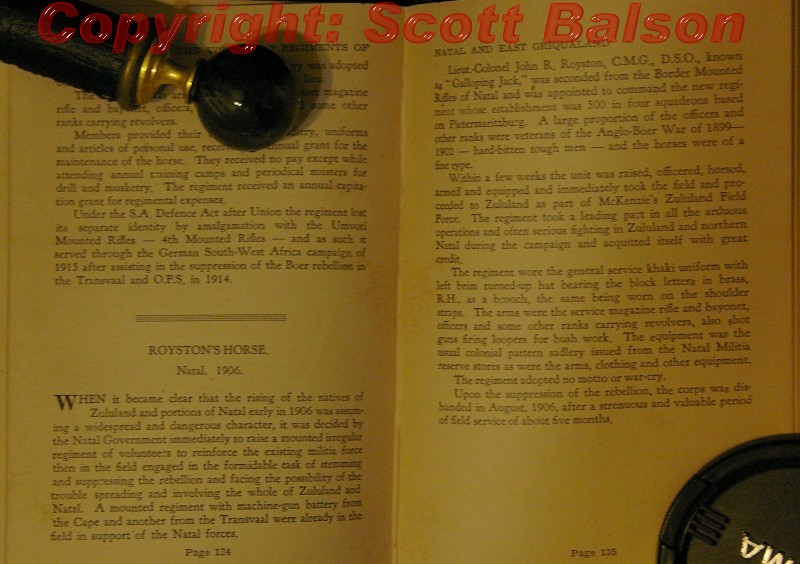 Copyright: Scott Balson
REGIMENTS OF
was adopted
magazine
rifle and officers, some other
ranks carrying revolvers.
Members provided their uniforms
and articles of personal use, annual grant for the
maintenance of the horse. They received no pay except while
attending annual training camps and periodical musters for
drill and musketry. The regiment received an annual capita-
tion grant for regimental expenses.
Under the S.A. Defence Act after Union the regiment lost
its separate identity by amalgamation with the Umvoti
Mounted Rifles — 4th Mounted Rifles — and as such it
served through the German South-West Africa campaign of
1915 after assisting in the suppression of the Boer rebellion in
the Transvaal and O.F.S. in 1914.
ROYSTON'S HORSE.
Natal. 1906.
WHEN it became clear that the rising of the natives of
Zululand and portions of Natal early in 1906 was assum-
ing a widespread and dangerous character, it was decided by
the Natal Government immediately to raise a mounted irregular
regiment of volunteers to reinforce the existing militia force
then in the field engaged in the formidable task of stemming
and suppressing the rebellion and facing the possibility of the
trouble spreading and involving the whole of Zululand and
Natal. A mounted regiment with machine-gun battery from
the Cape and another from the Transvaal were already in the
field in support of the Natal forces.
Page 134
NATAL AND EAST GRIQUALAND
Lieut.-Colonel John R. Royston, C.M.G., D.S.O., known
as "Galloping Jack," was seconded from the Border Mounted
Rifles of Natal and was appointed to command the new regi-
ment whose establishment was 500 in four squadrons based
on Pietermaritzburg. A large proportion of the officers and
other ranks were veterans of the Anglo-Boer War of 1899—
1902 — hard-bitten tough men — and the horses were of a
fine type.
Within a few weeks the unit was raised, officered, horsed,
armed and equipped and immediately took the field and pro-
ceeded to Zululand as part of McKenzie's Zululand Field
Force. The regiment took a leading part in all the arduous
operations and often serious fighting in Zululand and northern
Natal during the campaign and acquitted itself with great
credit.
The regiment wore the general service khaki uniform with
left brim turned-up hat bearing the block letters in brass,
R.H., as a brooch, the same being worn on the shoulder
straps. The arms were the service magazine rifle and bayonet,
officers and some other ranks carrying revolvers, also shot
guns firing loopers for bush work. The equipment was the
usual colonial pattern sadlery issued from the Natal Militia
reserve stores as were the arms, clothing and other equipment.
The regiment adopted no motto or war-cry.
Upon the suppression of the rebellion, the corps was dis-
banded in August, 1906, after a strenuous and valuable period
of field service of about five months.
Page 135